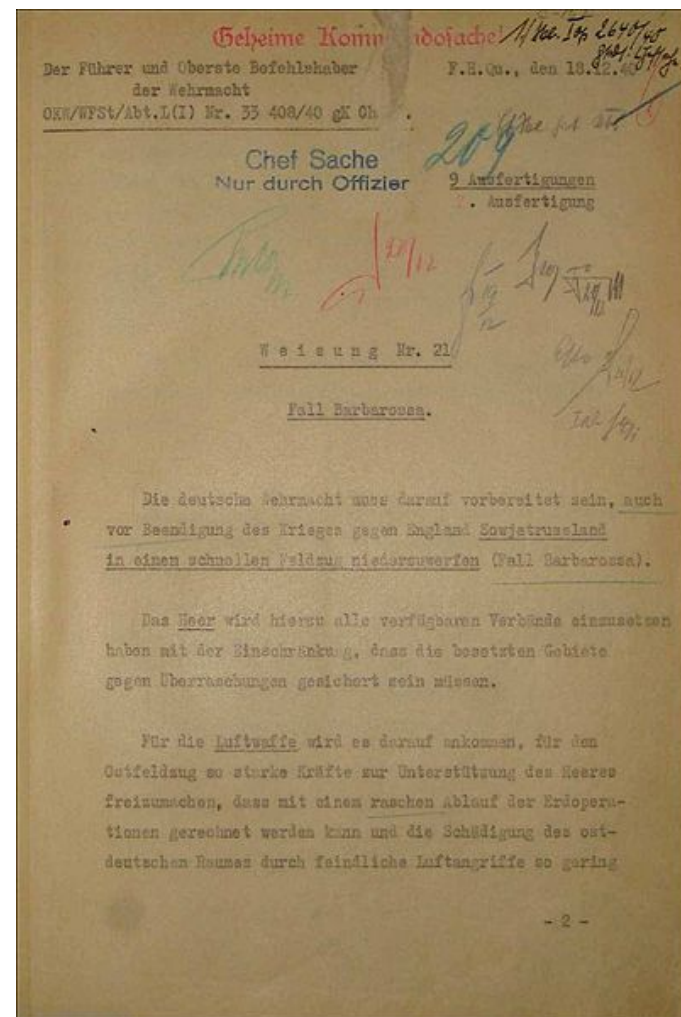 Geheime Kommandosache!
Der Führer und Oberste Befehlshaber
der Wehrmacht
OKW/WFSt/Abt.L(I) Nr. 33 408/40 gK Ch .
F.H.Qu., den 18.12.40
209
Chef Sache
Nur durch Offizier
9 Ausfertigungen
. Ausfertigung
Weisung Nr. 21
Fall Barbarossa.
Die deutsche Wehrmacht muss darauf vorbereitet sein, auch
vor Beendigung des Krieges gegen England Sowjetrussland
in einem schnellen Feldzug niederzuwerfen (Fall Barbarossa).
Das Heer wird hierzu alle verfügbaren Verbände einzusetzen
haben mit der Einschränkung, dass die besetzten Gebiete
gegen Überraschungen gesichert sein müssen.
Für die Luftwaffe wird es darauf ankommen, für den
Ostfeldzug so starke Kräfte zur Unterstützung des Heeres
freizumachen, dass mit einem raschen Ablauf der Erdopera-
tionen gerechnet werden kann und die Schädigung des ost-
deutschen Raumes durch feindliche Luftangriffe so gering
- 2 -